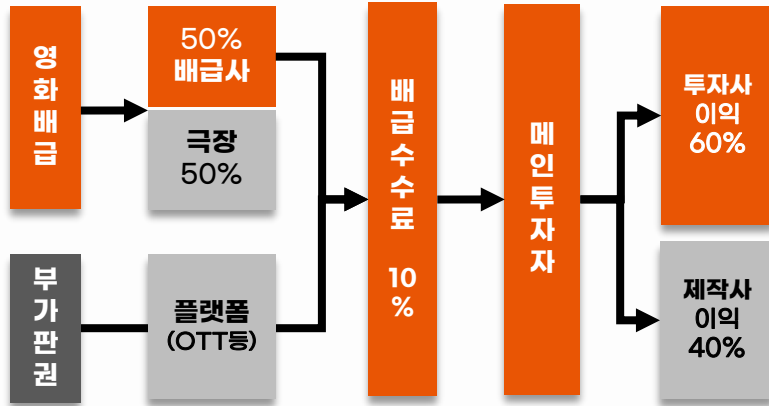 영화배급
50%
배급사
극장
50%
부가판권
플랫폼
(OTT등)
배급수수료
10
%
메인투자자
투자사
이익
60%
제작사
이익
40%